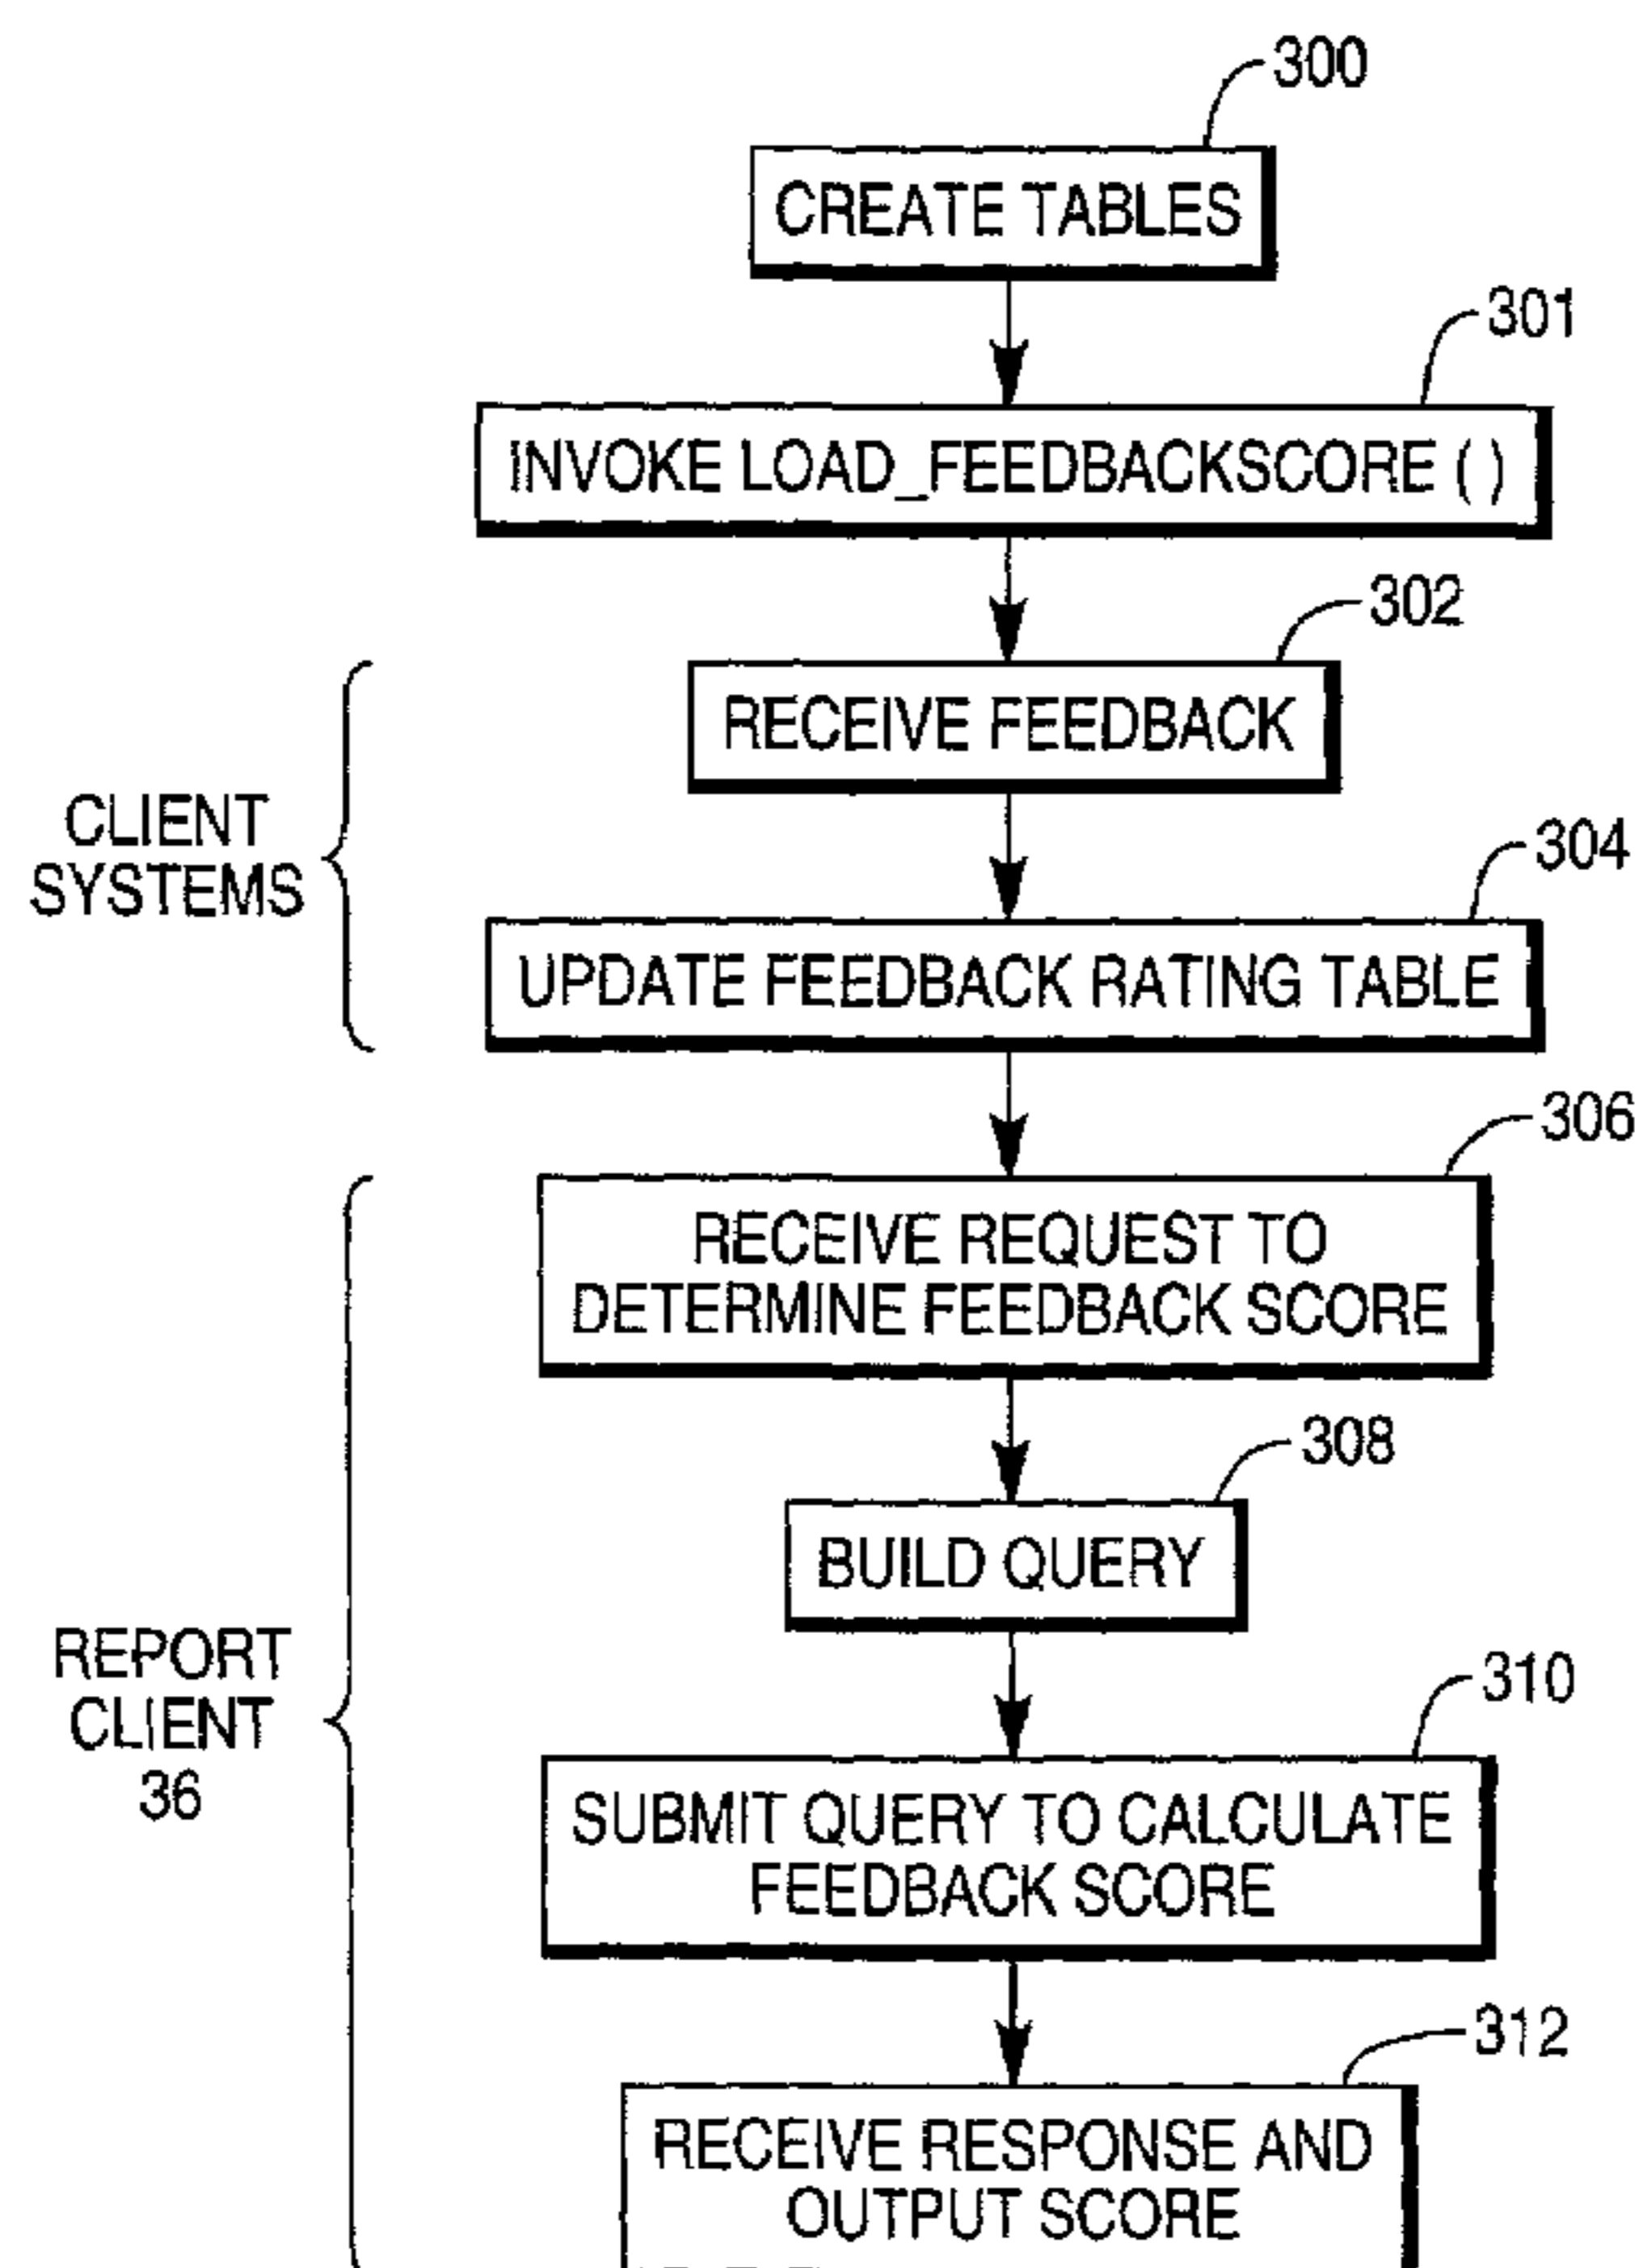 300
CREATE TABLES
301
INVOKE LOAD_FEEDBACKSCORE ( )
302
RECEIVE FEEDBACK
CLIENT
SYSTEMS
304
UPDATE FEEDBACK RATING TABLE
306
RECEIVE REQUEST TO
DETERMINE FEEDBACK SCORE
308
BUILD QUERY
REPORT
CLIENT
36
310
SUBMIT QUERY TO CALCULATE
FEEDBACK SCORE
312
RECEIVE RESPONSE AND
OUTPUT SCORE